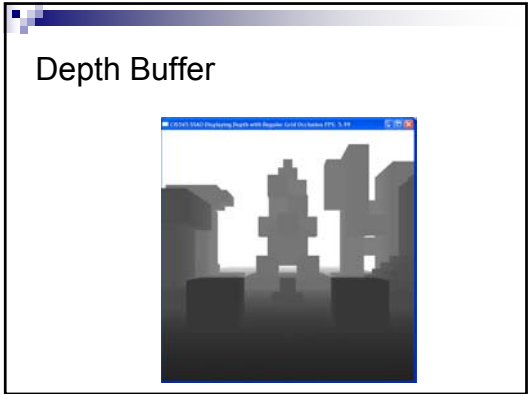 Depth Buffer
CIS565 SSAO Displaying Depth with Regular Grid Occlusion FPS: 5.99